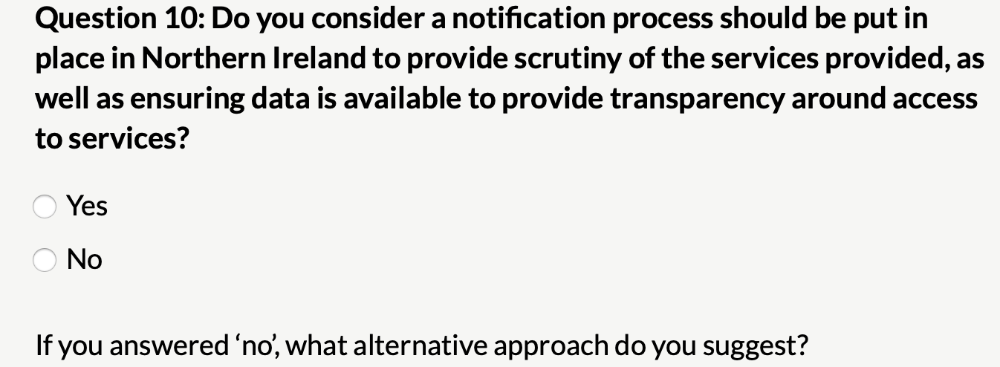 Question 10: Do you consider a notification process should be put in
place in Northern Ireland to provide scrutiny of the services provided, as
well as ensuring data is available to provide transparency around access
to services?
Yes
No
If you answered ‘no’, what alternative approach do you suggest?